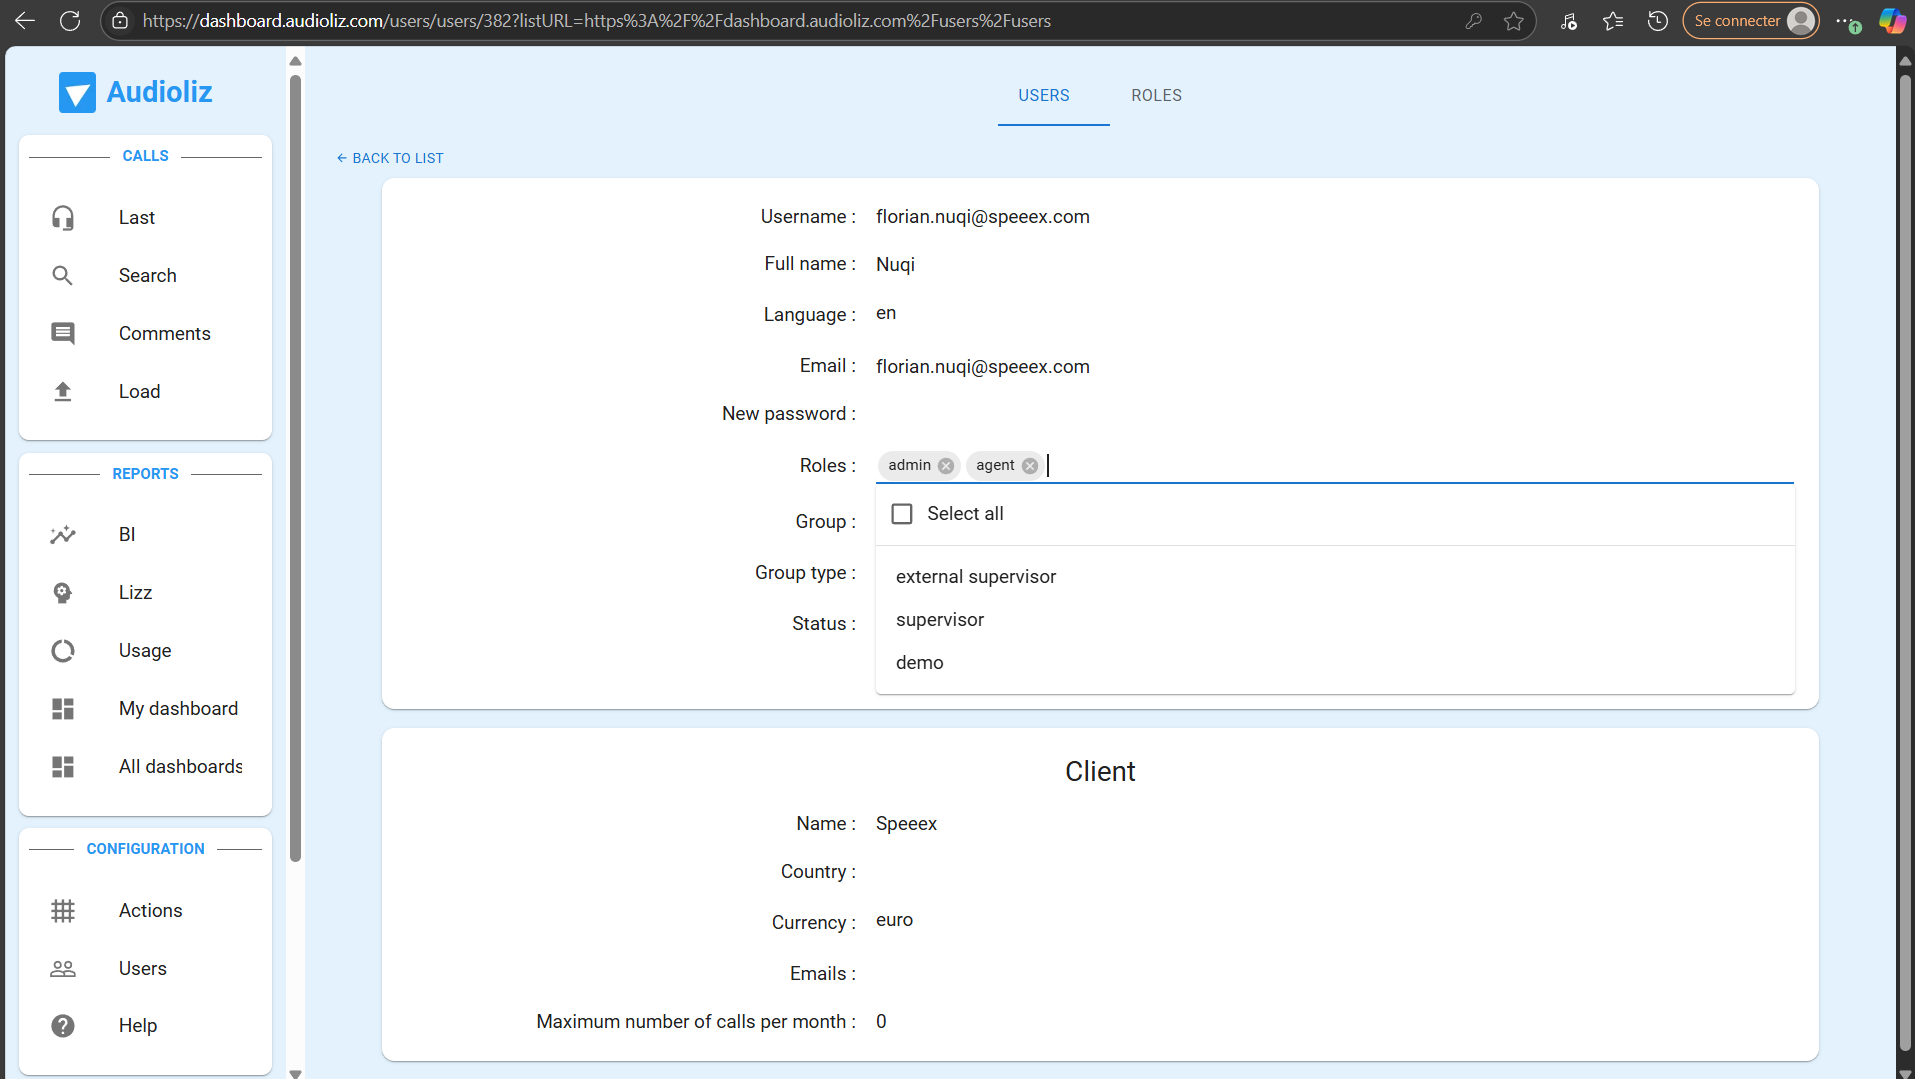 https://dashboard.audioliz.com/users/users/382?listURL=https%3A%2F%2Fdashboard.audioliz.com%2Fusers%2Fusers
Se connecter
Audioliz
CALLS
Last
Search
Comments
Load
REPORTS
BI
Lizz
Usage
My dashboard
All dashboards
CONFIGURATION
Actions
Users
Help
USERS ROLES
← BACK TO LIST
Username : florian.nuqi@speeex.com
Full name : Nuqi
Language : en
Email : florian.nuqi@speeex.com
New password :
Roles : admin agent
Select all
Group :
external supervisor
Group type :
supervisor
Status :
demo
Client
Name : Speeex
Country :
Currency : euro
Emails :
Maximum number of calls per month : 0